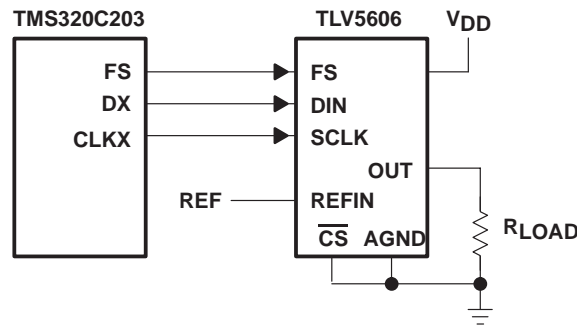 TMS320C203
TLV5606
VDD
FS
DX
CLKX
FS
DIN
SCLK
OUT
REF
REFIN
CS
AGND
RLOAD